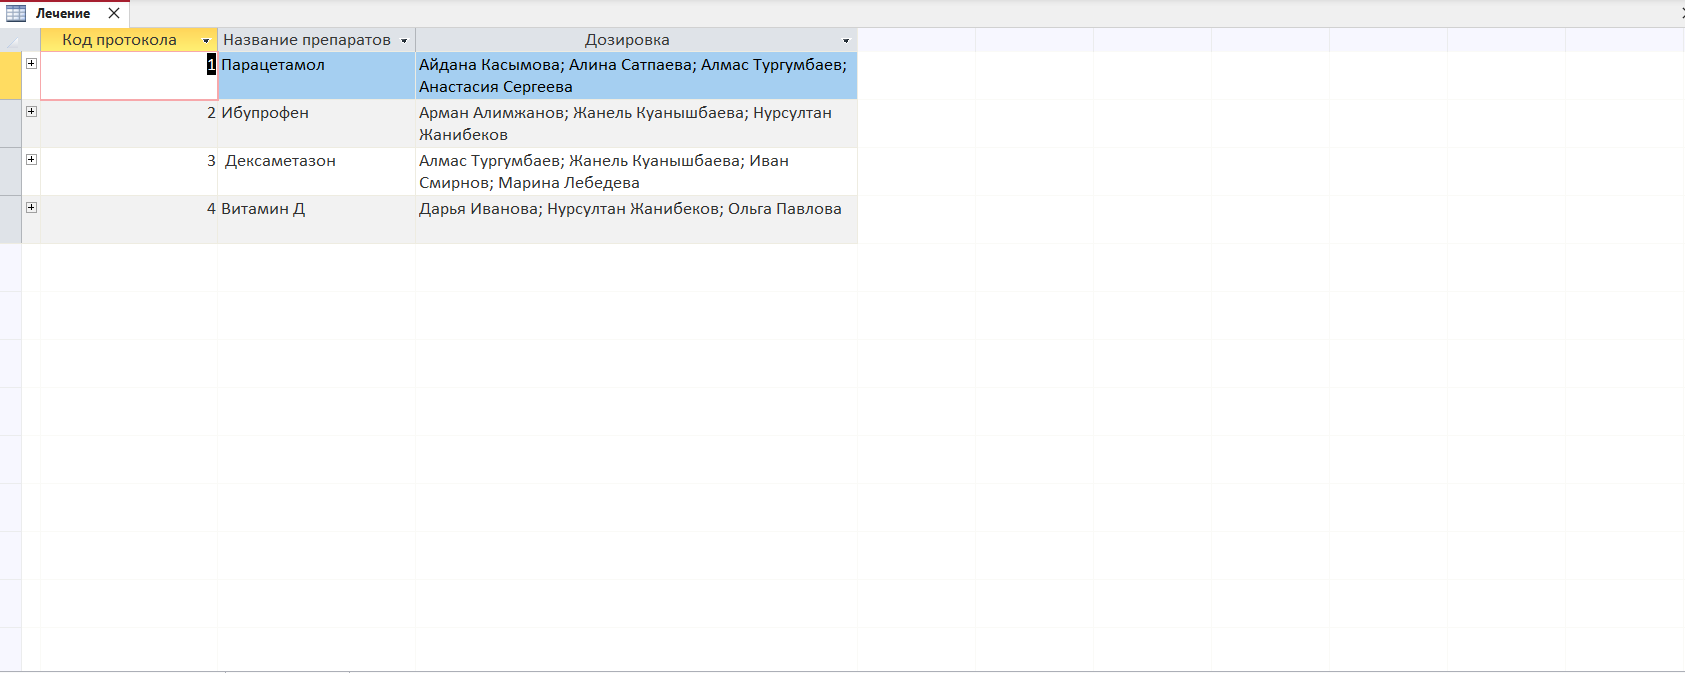 Лечение
Код протокола Название препаратов Дозировка
1 Парацетамол Айдана Касымова; Алина Сатпаева; Алмас Тургумбаев;
Анастасия Сергеева
2 Ибупрофен Арман Алимжанов; Жанель Куанышбаева; Нурсултан
Жанибеков
3 Дексаметазон Алмас Тургумбаев; Жанель Куанышбаева; Иван
Смирнов; Марина Лебедева
4 Витамин Д Дарья Иванова; Нурсултан Жанибеков; Ольга Павлова